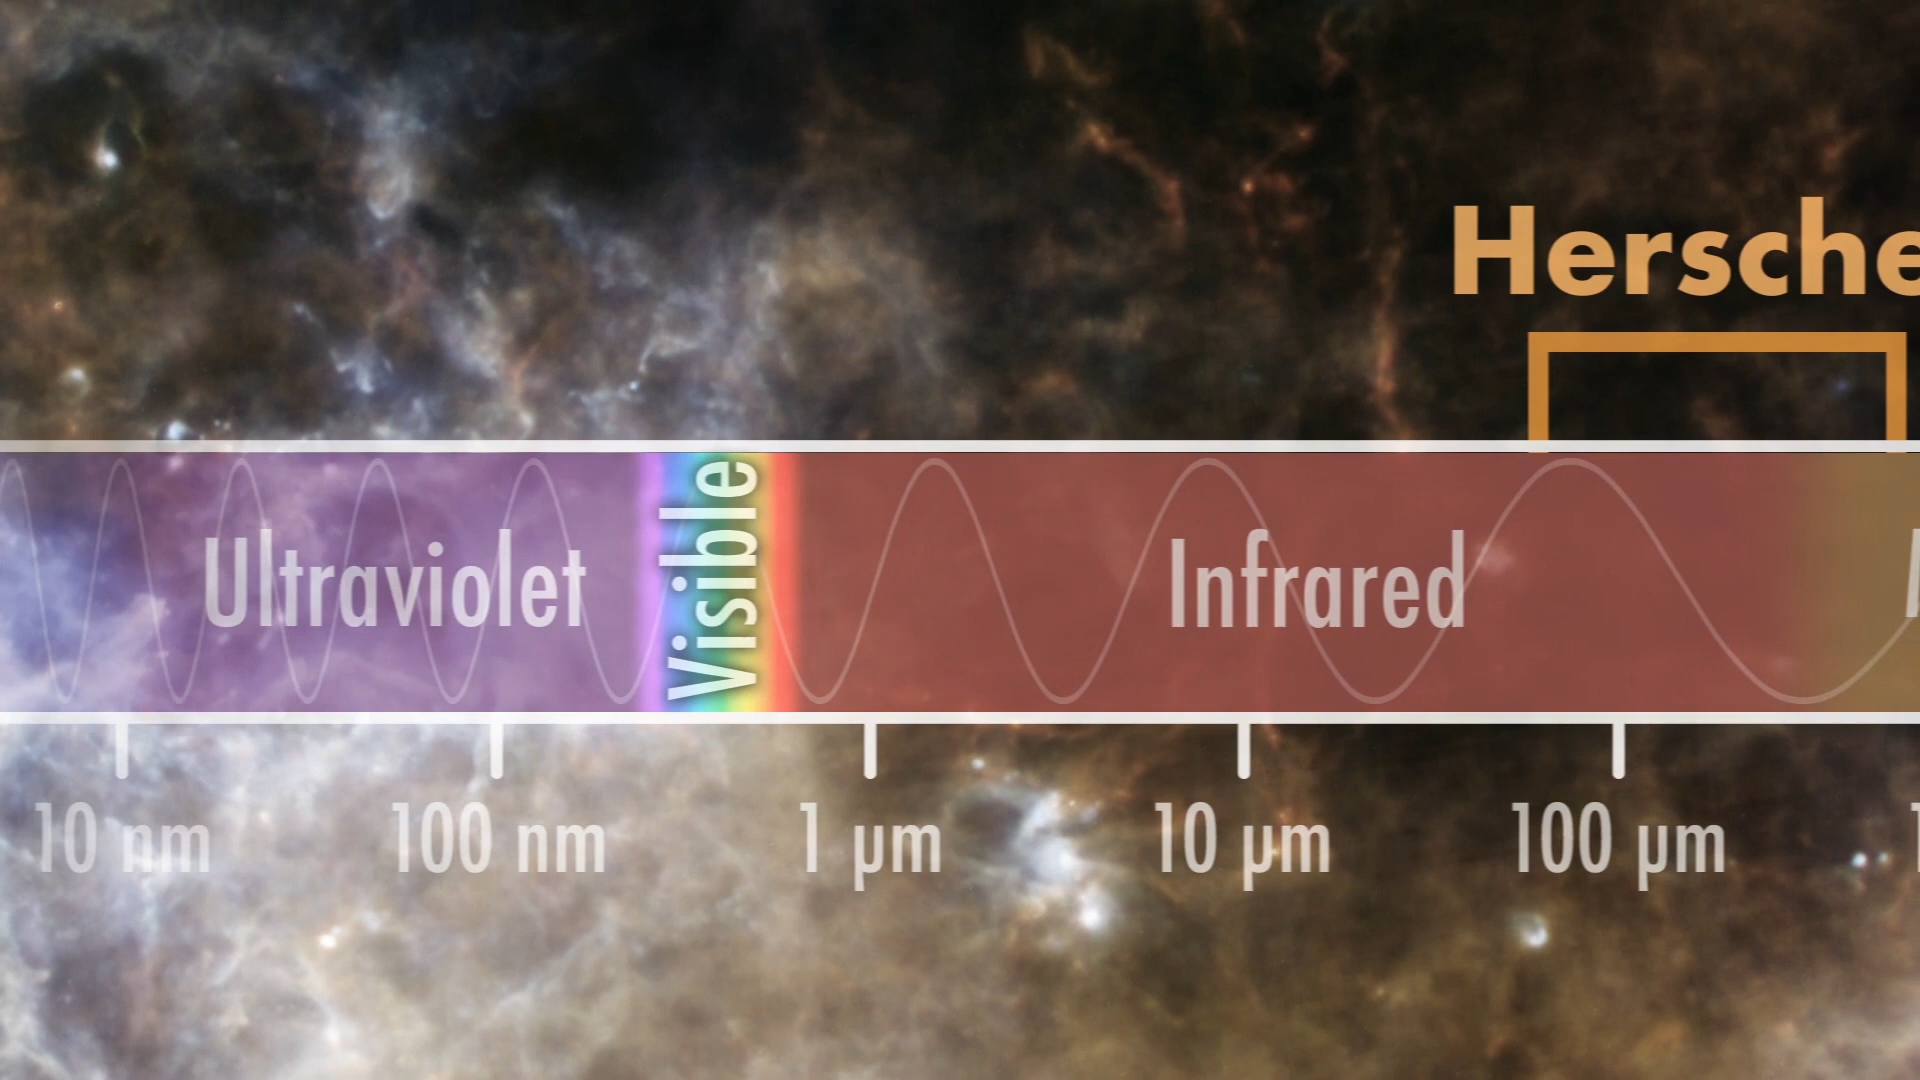 Hersche
Ultraviolet
Visible
Infrared
10 nm
100 nm
1 µm
10 µm
100 µm